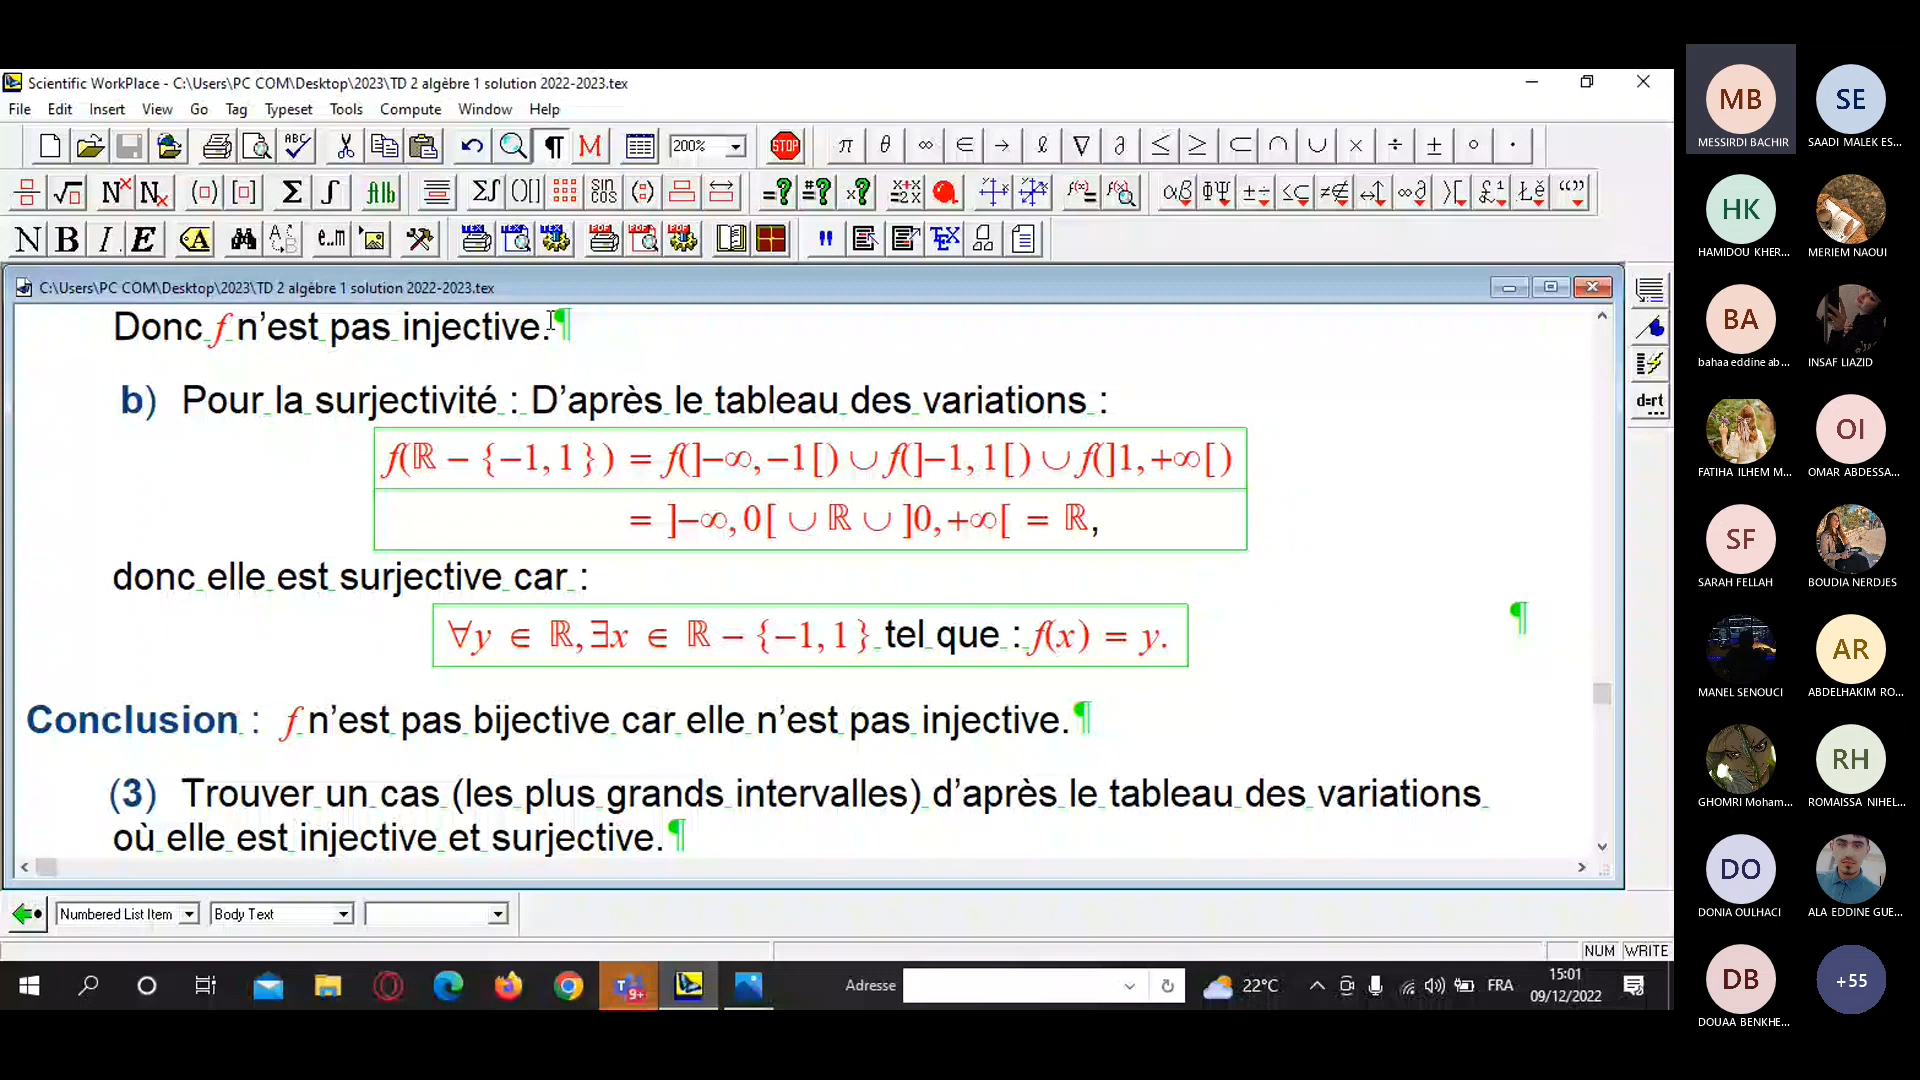 Scientific WorkPlace - C:\Users\PC COM\Desktop\2023\TD 2 algèbre 1 solution 2022-2023.tex
File Edit Insert View Go Tag Typeset Tools Compute Window Help
200% STOP π θ ∞ ∈ → ℓ ∇ ∂ ≤ ≥ ⊂ ∩ ∪ × ÷ ± ∘ ·
N B I E
C:\Users\PC COM\Desktop\2023\TD 2 algèbre 1 solution 2022-2023.tex
Donc f n’est pas injective.¶
b) Pour la surjectivité : D’après le tableau des variations :
f(ℝ − {−1, 1}) = f(]−∞, −1[) ∪ f(]−1, 1[) ∪ f(]1, +∞[)
= ]−∞, 0[ ∪ ℝ ∪ ]0, +∞[ = ℝ,
donc elle est surjective car :
∀y ∈ ℝ, ∃x ∈ ℝ − {−1, 1} tel que : f(x) = y.
¶
Conclusion : f n’est pas bijective car elle n’est pas injective.¶
(3) Trouver un cas (les plus grands intervalles) d’après le tableau des variations
où elle est injective et surjective.¶
Numbered List Item Body Text
NUM WRITE
Adresse 22°C FRA
15:01
09/12/2022
MB SE
MESSIRDI BACHIR SAADI MALEK ES...
HK
HAMIDOU KHER... MERIEM NAOUI
BA
bahaa eddine ab... INSAF LIAZID
OI
FATIHA ILHEM M... OMAR ABDESSA...
SF
SARAH FELLAH BOUDIA NERDJES
AR
MANEL SENOUCI ABDELHAKIM RO...
RH
GHOMRI Moham... ROMAISSA NIHEL...
DO
DONIA OULHACI ALA EDDINE GUE...
DB +55
DOUAA BENKHE...